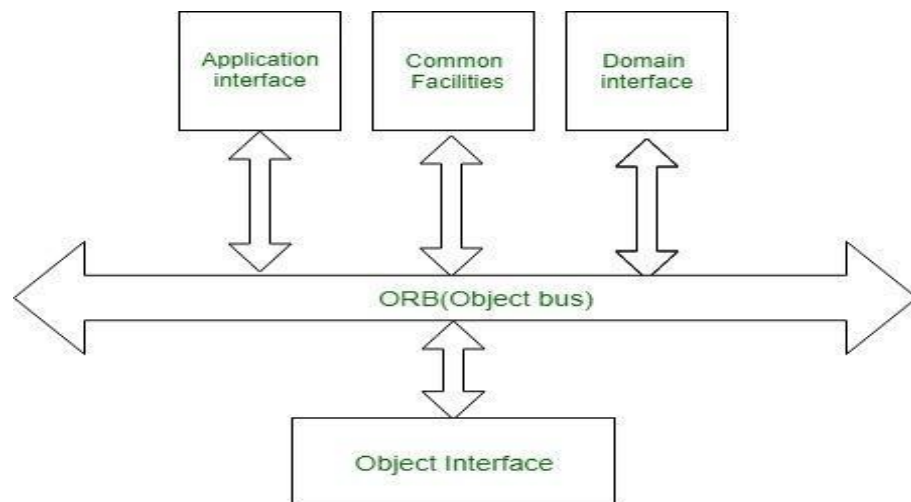 Application
interface
Common
Facilities
Domain
interface
ORB(Object bus)
Object Interface